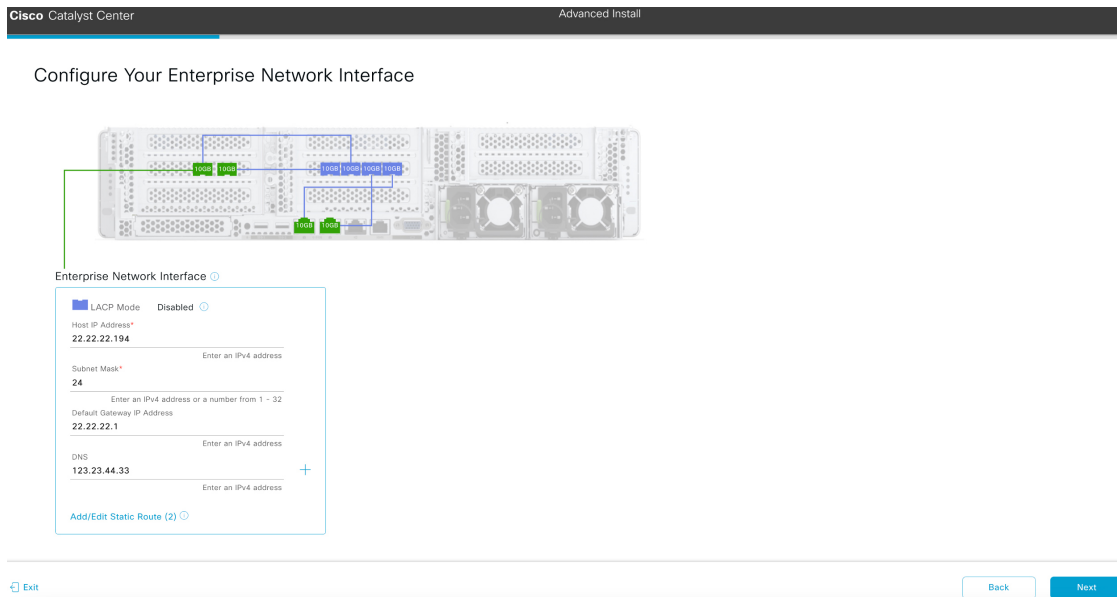 Cisco Catalyst Center
Advanced Install
Configure Your Enterprise Network Interface
10GB 10GB 10GB 10GB 10GB 10GB
10GB 10GB
Enterprise Network Interface
LACP Mode Disabled
Host IP Address*
22.22.22.194
Enter an IPv4 address
Subnet Mask*
24
Enter an IPv4 address or a number from 1 - 32
Default Gateway IP Address
22.22.22.1
Enter an IPv4 address
DNS
123.23.44.33
Enter an IPv4 address
Add/Edit Static Route (2)
Exit
Back
Next